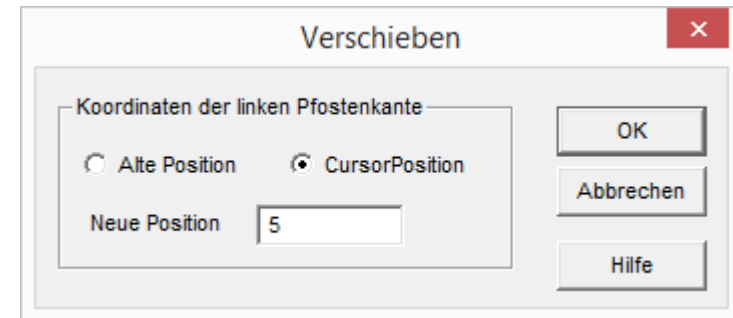 Verschieben
Koordinaten der linken Pfostenkante
Alte Position CursorPosition
Neue Position 5
OK
Abbrechen
Hilfe